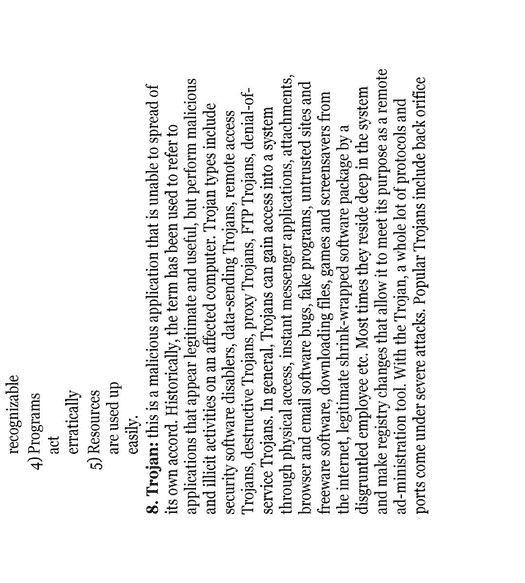 recognizable
4) Programs
act
erratically
5) Resources
are used up
easily.
8. Trojan: this is a malicious application that is unable to spread of
its own accord. Historically, the term has been used to refer to
applications that appear legitimate and useful, but perform malicious
and illicit activities on an affected computer. Trojan types include
security software disablers, data-sending Trojans, remote access
Trojans, destructive Trojans, proxy Trojans, FTP Trojans, denial-of-
service Trojans. In general, Trojans can gain access into a system
through physical access, instant messenger applications, attachments,
browser and email software bugs, fake programs, untrusted sites and
freeware software, downloading files, games and screensavers from
the internet, legitimate shrink-wrapped software package by a
disgruntled employee etc. Most times they reside deep in the system
and make registry changes that allow it to meet its purpose as a remote
ad-ministration tool. With the Trojan, a whole lot of protocols and
ports come under severe attacks. Popular Trojans include back orifice